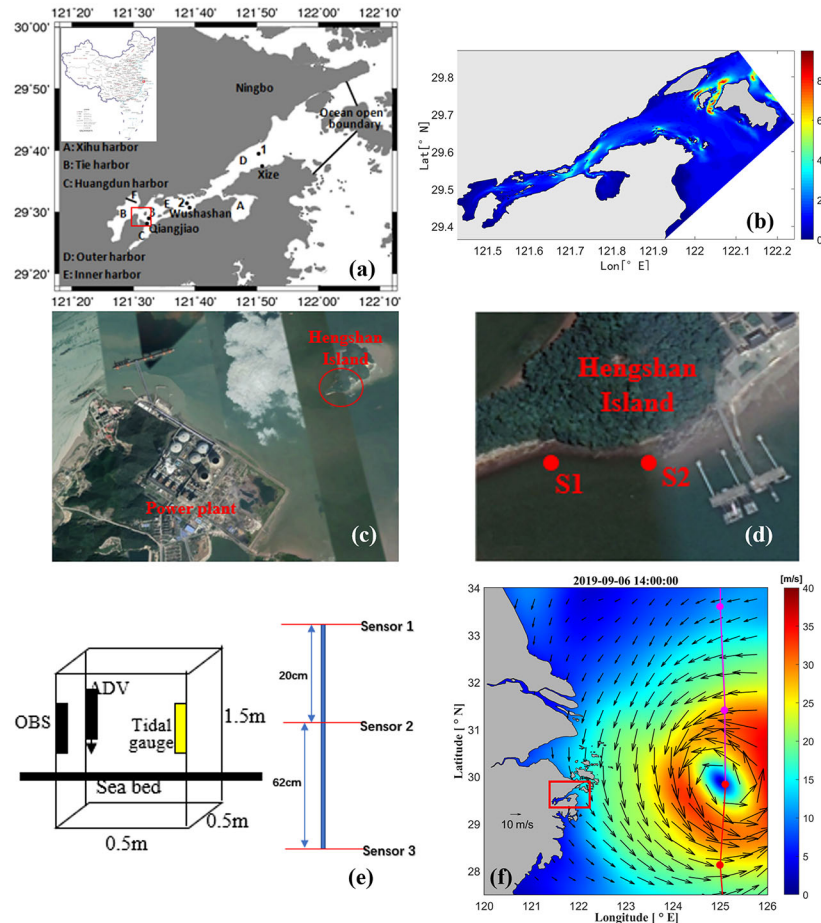 121°20' 121°30' 121°40' 121°50' 122°00' 122°10'
30°00'
29°50'
29°40'
29°30'
29°20'
Ningbo
Ocean open
boundary
A: Xihu harbor
B: Tie harbor
C: Huangdun harbor
D
1
Xize
F
E
2
B
3
Wushashan
A
Qiangjiao
C
D: Outer harbor
E: Inner harbor
(a)
121°20' 121°30' 121°40' 121°50' 122°00' 122°10'
Lat[° N]
29.8
29.7
29.6
29.5
29.4
121.5 121.6 121.7 121.8 121.9 122 122.1 122.2
Lon[° E]
(b)
8
6
4
2
0
Hengshan
Island
Power plant
(c)
Hengshan
Island
S1
S2
(d)
OBS
ADV
Tidal
gauge
1.5m
Sea bed
0.5m
0.5m
Sensor 1
20cm
Sensor 2
62cm
Sensor 3
(e)
2019-09-06 14:00:00
[m/s]
Latitude [° N]
34
33
32
31
30
29
28
10 m/s
(f)
120 121 122 123 124 125 126
Longitude [° E]
40
35
30
25
20
15
10
5
0